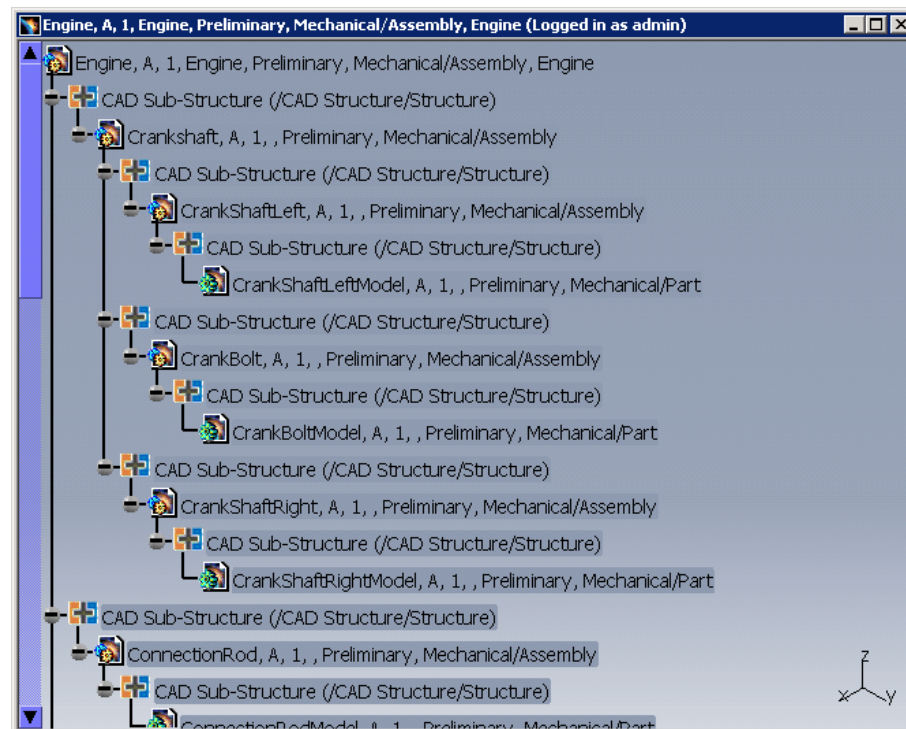 Engine, A, 1, Engine, Preliminary, Mechanical/Assembly, Engine (Logged in as admin)
Engine, A, 1, Engine, Preliminary, Mechanical/Assembly, Engine
CAD Sub-Structure (/CAD Structure/Structure)
Crankshaft, A, 1, , Preliminary, Mechanical/Assembly
CAD Sub-Structure (/CAD Structure/Structure)
CrankShaftLeft, A, 1, , Preliminary, Mechanical/Assembly
CAD Sub-Structure (/CAD Structure/Structure)
CrankShaftLeftModel, A, 1, , Preliminary, Mechanical/Part
CAD Sub-Structure (/CAD Structure/Structure)
CrankBolt, A, 1, , Preliminary, Mechanical/Assembly
CAD Sub-Structure (/CAD Structure/Structure)
CrankBoltModel, A, 1, , Preliminary, Mechanical/Part
CAD Sub-Structure (/CAD Structure/Structure)
CrankShaftRight, A, 1, , Preliminary, Mechanical/Assembly
CAD Sub-Structure (/CAD Structure/Structure)
CrankShaftRightModel, A, 1, , Preliminary, Mechanical/Part
CAD Sub-Structure (/CAD Structure/Structure)
ConnectionRod, A, 1, , Preliminary, Mechanical/Assembly
CAD Sub-Structure (/CAD Structure/Structure)
ConnectionRodModel, A, 1, , Preliminary, Mechanical/Part
z
x
y